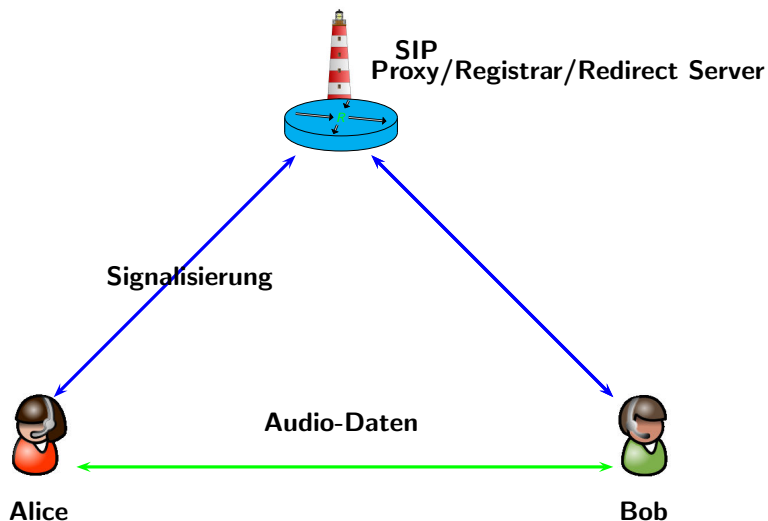 SIP
Proxy/Registrar/Redirect Server
Signalisierung
Audio-Daten
Alice
Bob